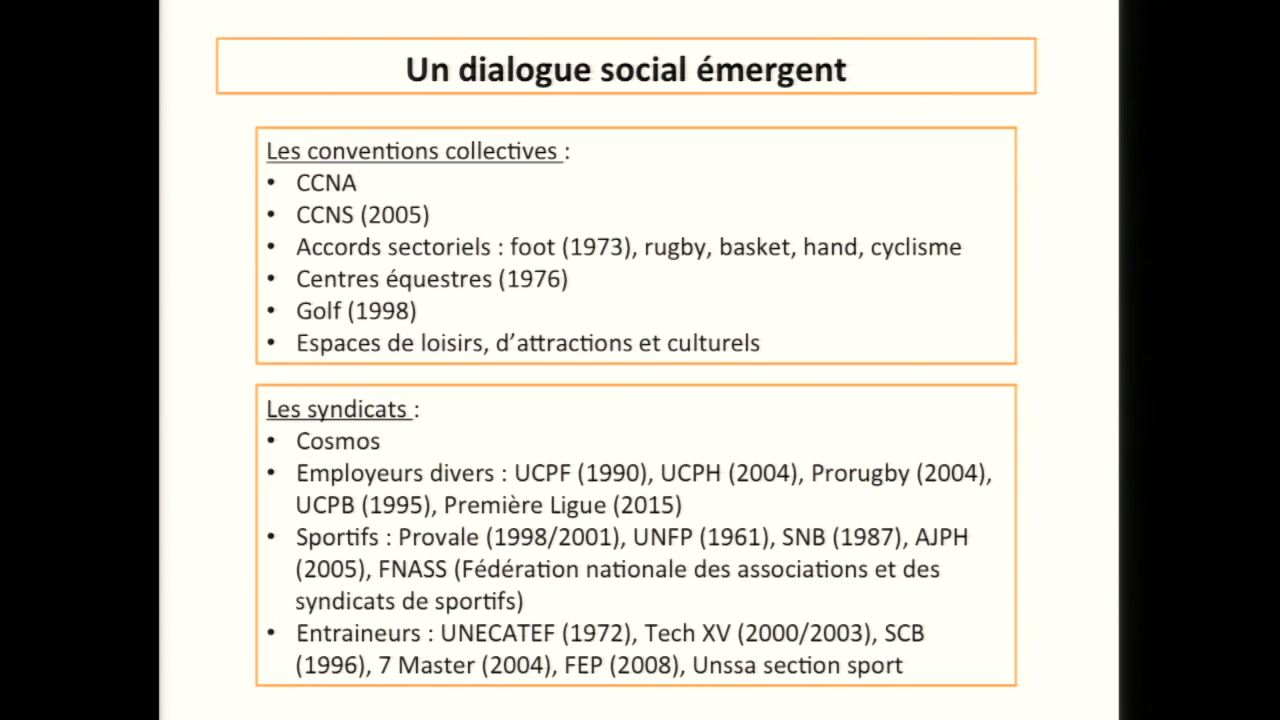 Un dialogue social émergent
Les conventions collectives :
• CCNA
• CCNS (2005)
• Accords sectoriels : foot (1973), rugby, basket, hand, cyclisme
• Centres équestres (1976)
• Golf (1998)
• Espaces de loisirs, d’attractions et culturels
Les syndicats :
• Cosmos
• Employeurs divers : UCPF (1990), UCPH (2004), Prorugby (2004),
UCPB (1995), Première Ligue (2015)
• Sportifs : Provale (1998/2001), UNFP (1961), SNB (1987), AJPH
(2005), FNASS (Fédération nationale des associations et des
syndicats de sportifs)
• Entraineurs : UNECATEF (1972), Tech XV (2000/2003), SCB
(1996), 7 Master (2004), FEP (2008), Unssa section sport